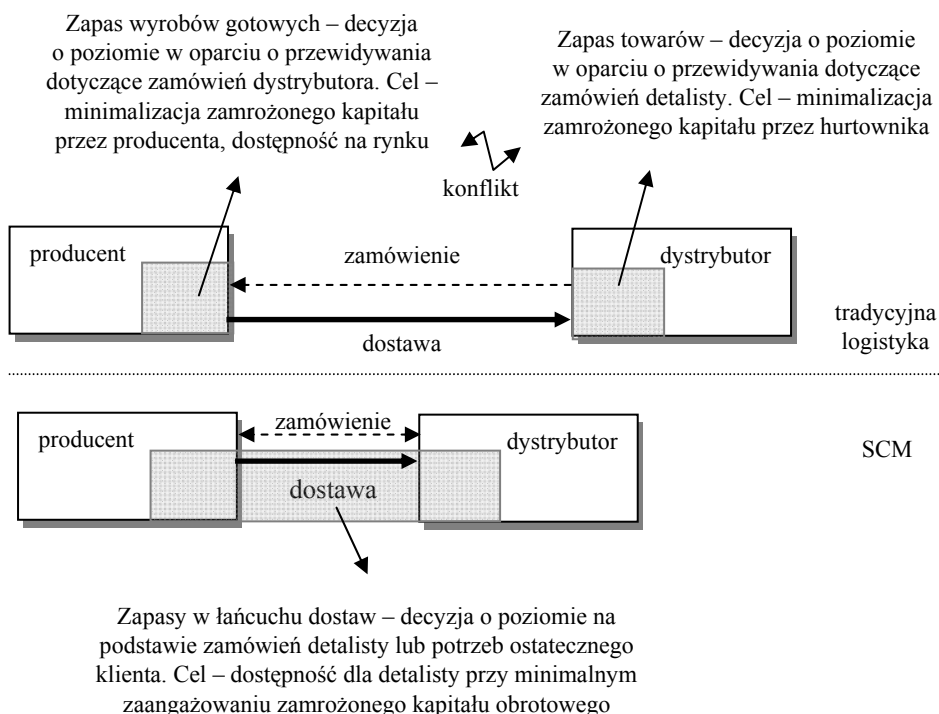 Zapas wyrobów gotowych – decyzja
o poziomie w oparciu o przewidywania
dotyczące zamówień dystrybutora. Cel –
minimalizacja zamrożonego kapitału
przez producenta, dostępność na rynku
Zapas towarów – decyzja o poziomie
w oparciu o przewidywania dotyczące
zamówień detalisty. Cel – minimalizacja
zamrożonego kapitału przez hurtownika
konflikt
producent
zamówienie
dystrybutor
dostawa
tradycyjna
logistyka
producent
zamówienie
dystrybutor
dostawa
SCM
Zapasy w łańcuchu dostaw – decyzja o poziomie na
podstawie zamówień detalisty lub potrzeb ostatecznego
klienta. Cel – dostępność dla detalisty przy minimalnym
zaangażowaniu zamrożonego kapitału obrotowego